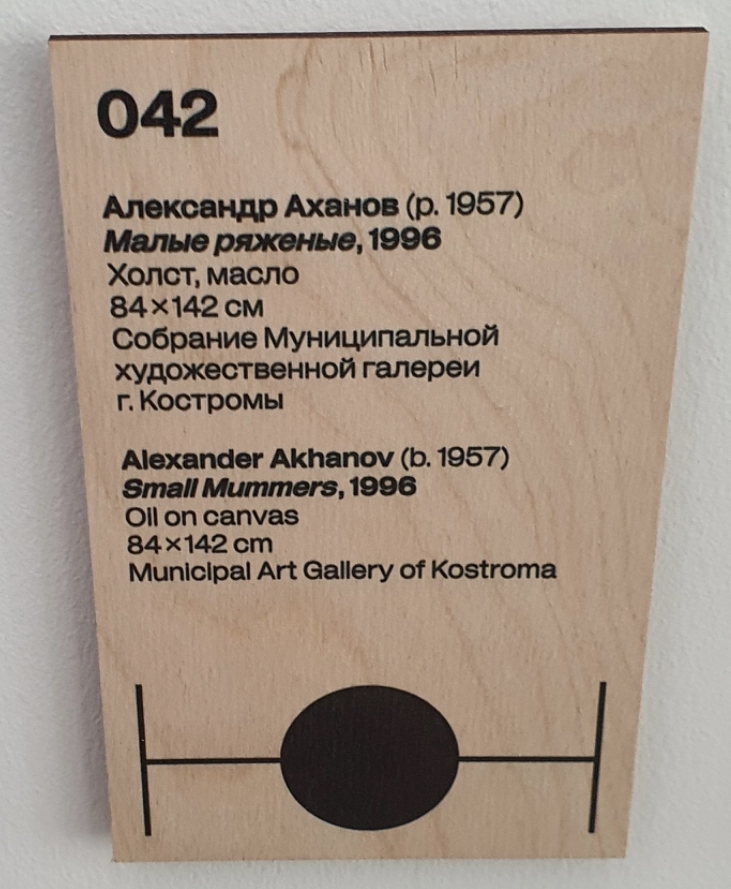 042
Александр Аханов (р. 1957)
Малые ряженые, 1996
Холст, масло
84×142 см
Собрание Муниципальной
художественной галереи
г. Костромы
Alexander Akhanov (b. 1957)
Small Mummers, 1996
Oil on canvas
84×142 cm
Municipal Art Gallery of Kostroma